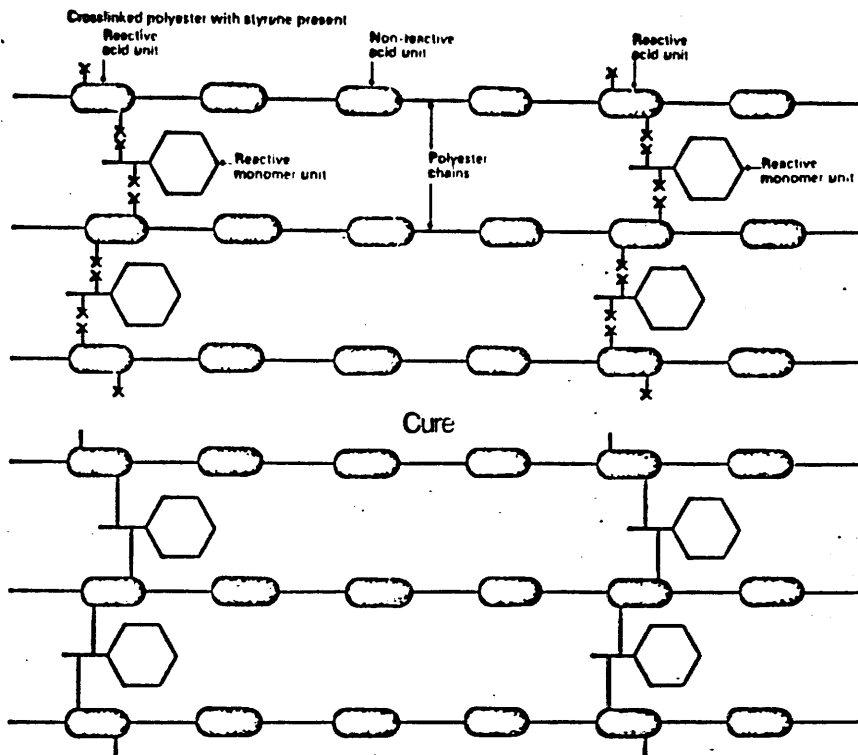 Crosslinked polyester with styrene present
Reactive
acid unit
Non-reactive
acid unit
Reactive
acid unit
Reactive
monomer unit
Polyester
chains
Reactive
monomer unit
Cure